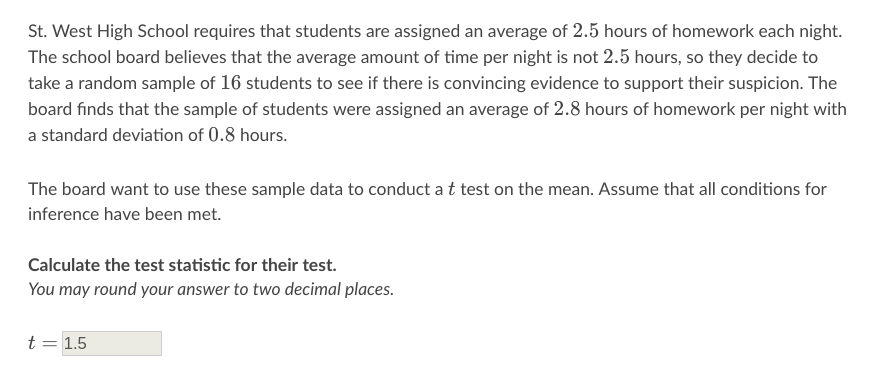 St. West High School requires that students are assigned an average of 2.5 hours of homework each night.
The school board believes that the average amount of time per night is not 2.5 hours, so they decide to
take a random sample of 16 students to see if there is convincing evidence to support their suspicion. The
board finds that the sample of students were assigned an average of 2.8 hours of homework per night with
a standard deviation of 0.8 hours.
The board want to use these sample data to conduct a t test on the mean. Assume that all conditions for
inference have been met.
Calculate the test statistic for their test.
You may round your answer to two decimal places.
t = 1.5